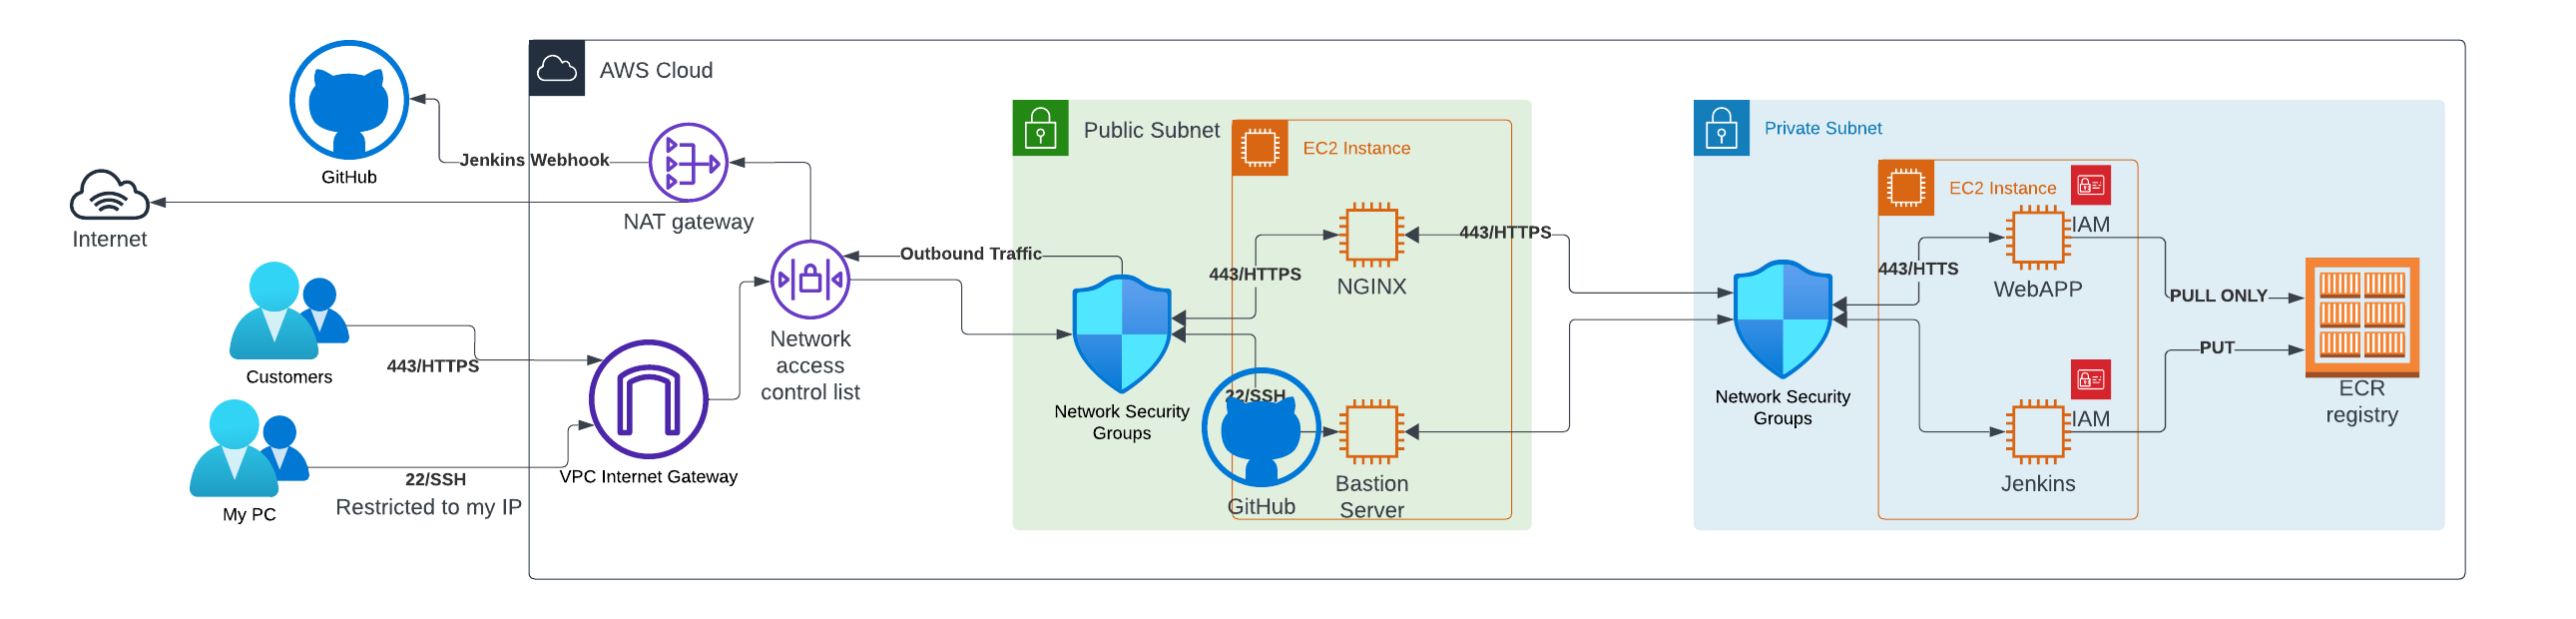 AWS Cloud
GitHub
Jenkins Webhook
NAT gateway
Internet
Customers
443/HTTPS
My PC
22/SSH
Restricted to my IP
VPC Internet Gateway
Network
access
control list
Outbound Traffic
Public Subnet
EC2 Instance
443/HTTPS
NGINX
Network Security
Groups
22/SSH
GitHub
Bastion
Server
443/HTTPS
Private Subnet
EC2 Instance
IAM
443/HTTS
WebAPP
Network Security
Groups
IAM
Jenkins
PULL ONLY
PUT
ECR
registry